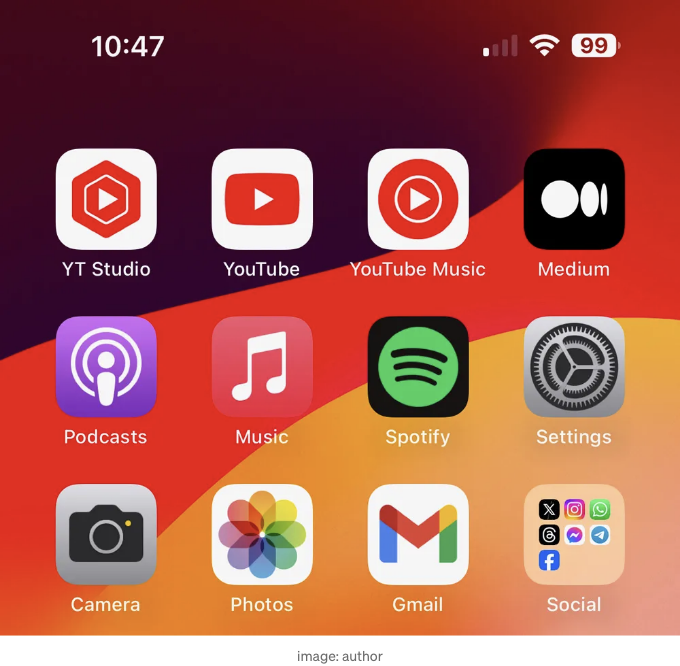 10:47
99
YT Studio
YouTube
YouTube Music
Medium
Podcasts
Music
Spotify
Settings
Camera
Photos
Gmail
Social
image: author